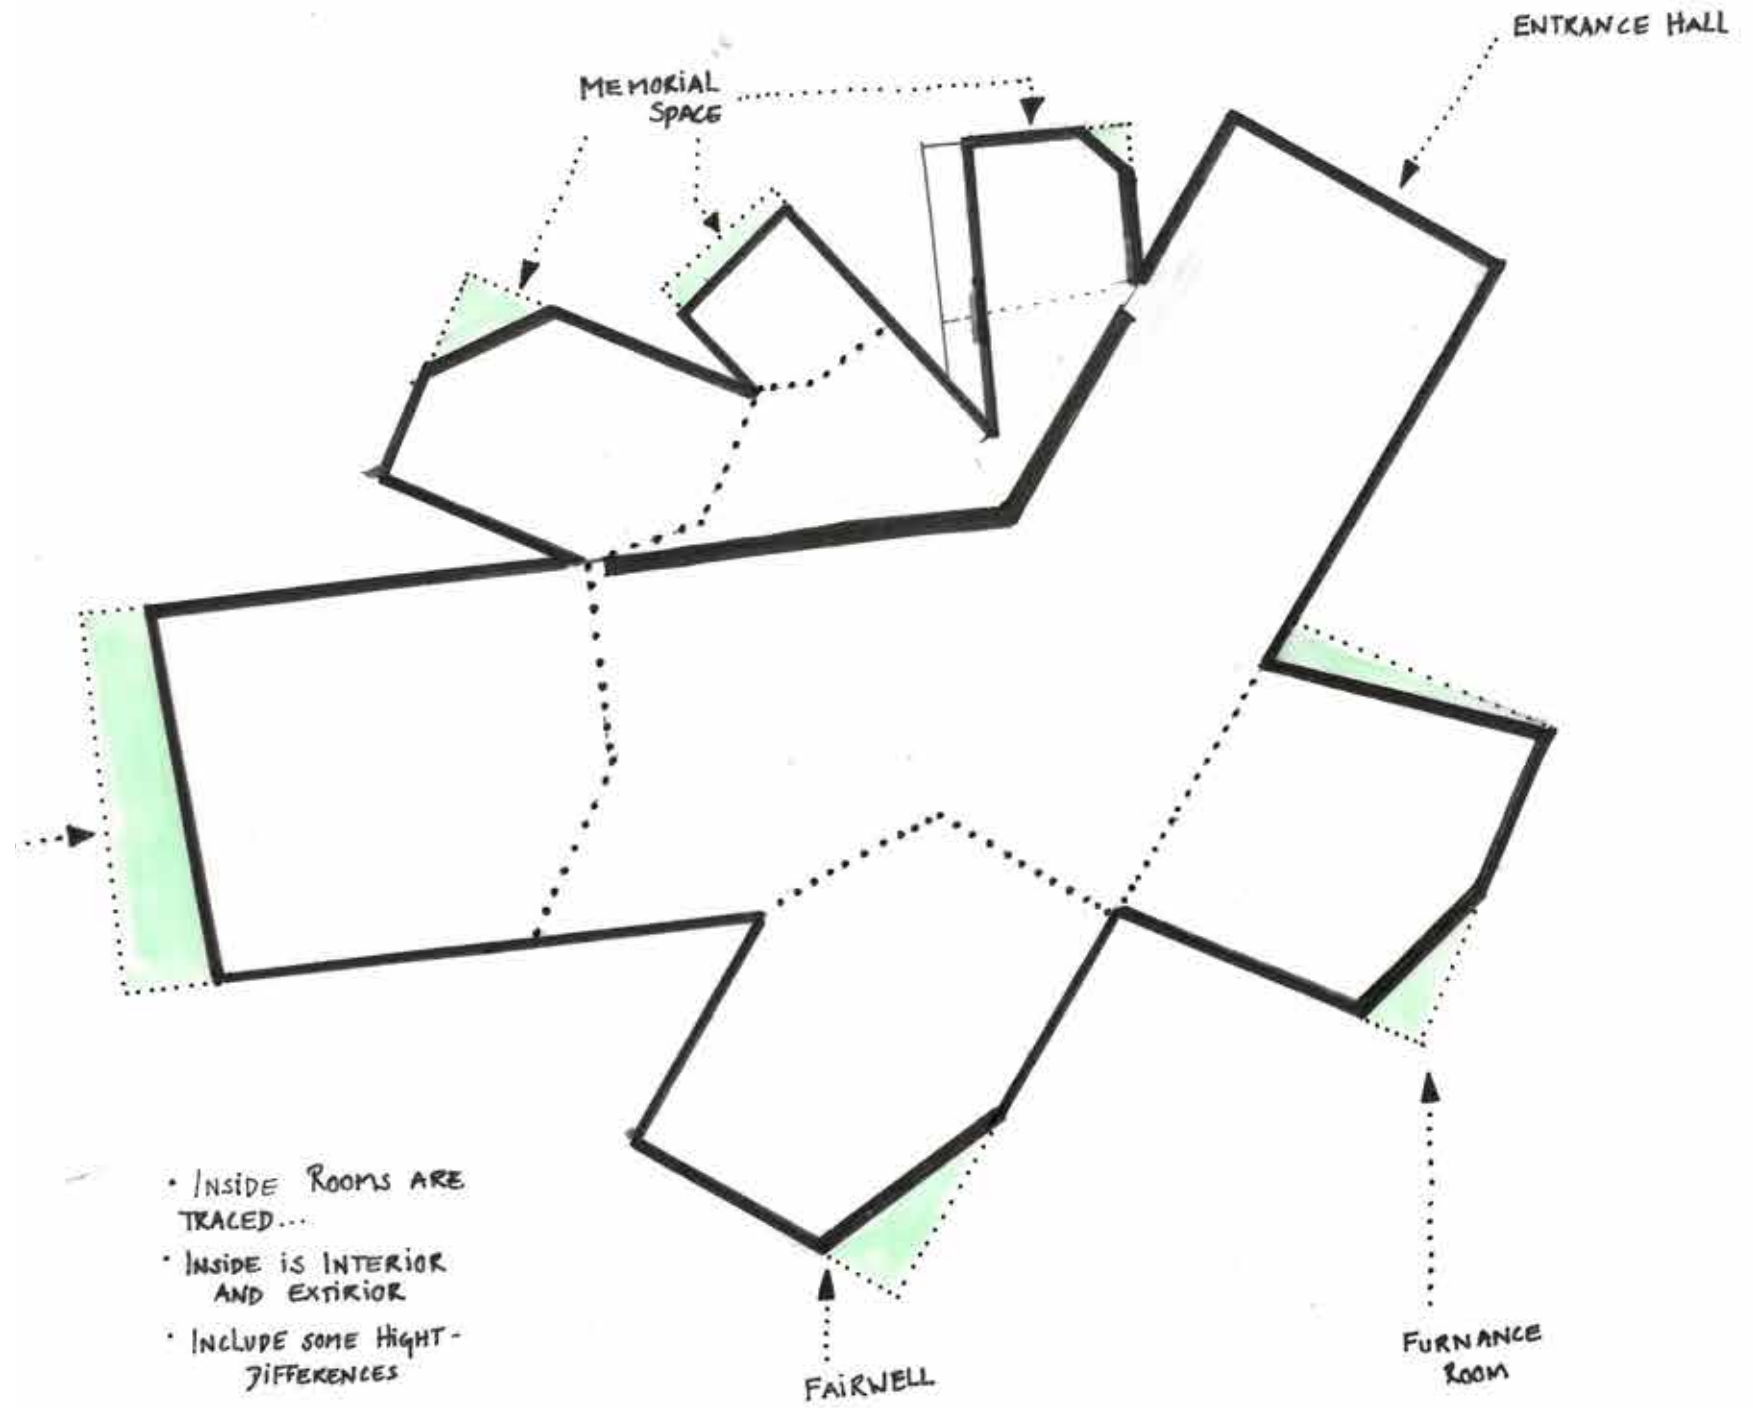 ENTRANCE HALL
MEMORIAL
SPACE
• INSIDE ROOMS ARE
TRACED...
• INSIDE IS INTERIOR
AND EXTIRIOR
• INCLUDE SOME HIGHT-
DIFFERENCES
FAIRWELL
FURNANCE
ROOM